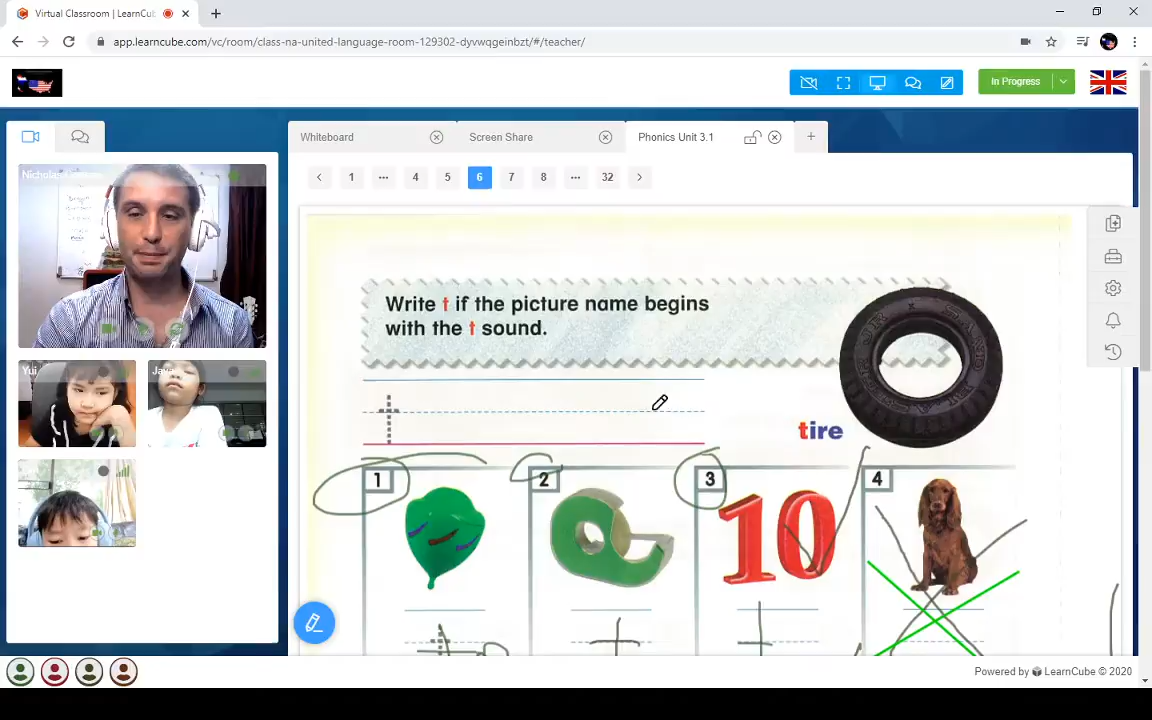 Virtual Classroom | LearnCub
app.learncube.com/vc/room/class-na-united-language-room-129302-dyvwqgeinbzt/#/teacher/
In Progress
Whiteboard
Screen Share
Phonics Unit 3.1
1 ... 4 5 6 7 8 ... 32
Write t if the picture name begins
with the t sound.
t
tire
1 2 3 4
10
t t t
Yui
Powered by LearnCube © 2020